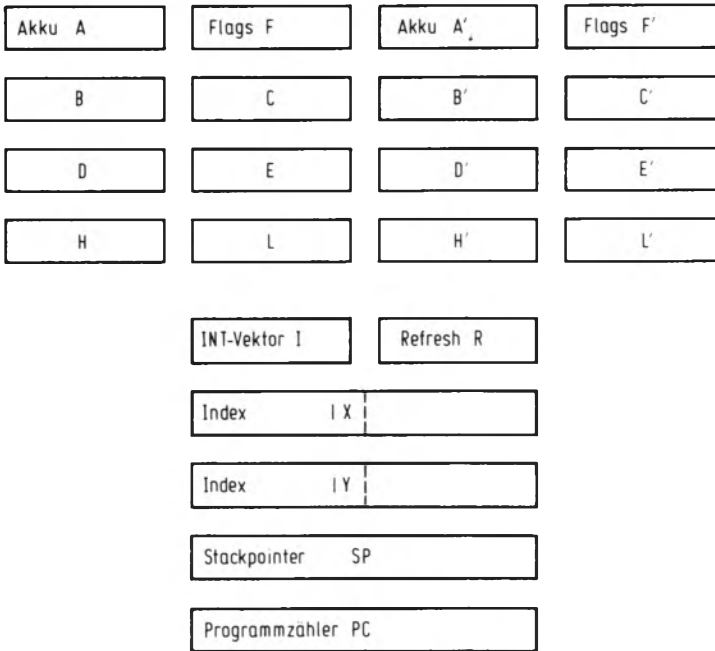 Akku A Flags F Akku A′ Flags F′
B C B′ C′
D E D′ E′
H L H′ L′
INT-Vektor I Refresh R
Index IX
Index IY
Stackpointer SP
Programmzähler PC